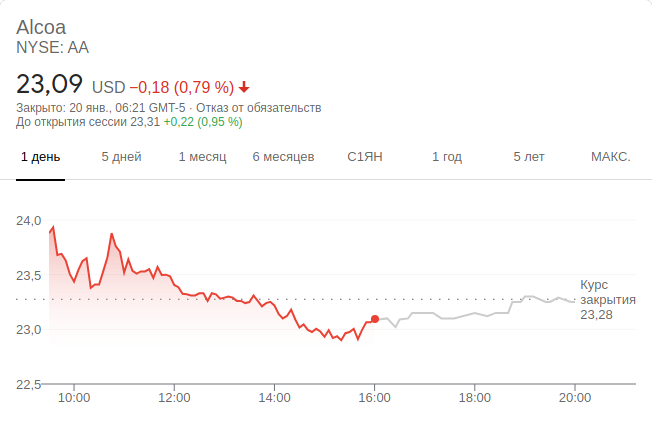 Alcoa
NYSE: AA
23,09 USD −0,18 (0,79 %)
Закрыто: 20 янв., 06:21 GMT-5 · Отказ от обязательств
До открытия сессии 23,31 +0,22 (0,95 %)
1 день 5 дней 1 месяц 6 месяцев С1ЯН 1 год 5 лет МАКС.
24,0
23,5
Курс
закрытия
23,28
23,0
22,5
10:00 12:00 14:00 16:00 18:00 20:00